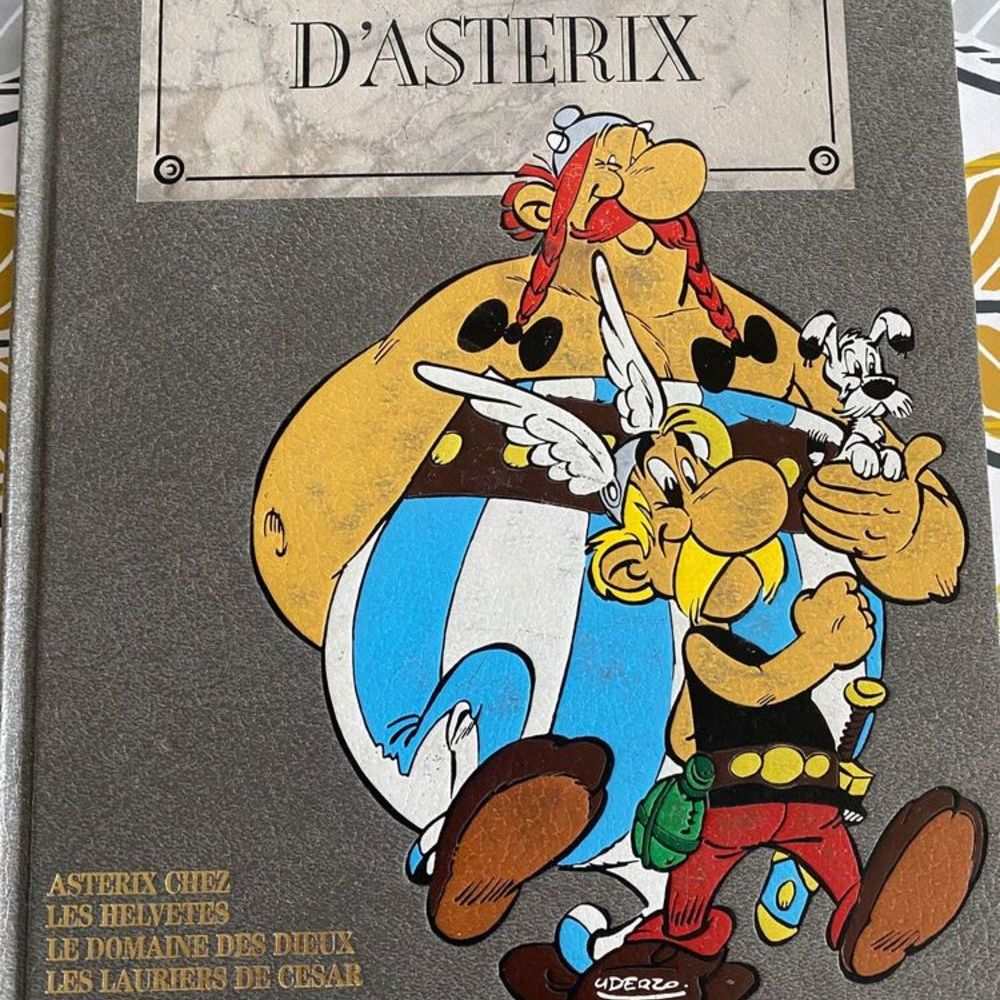 D'ASTERIX
ASTERIX CHEZ
LES HELVETES
LE DOMAINE DES DIEUX
LES LAURIERS DE CESAR
UDERZO.